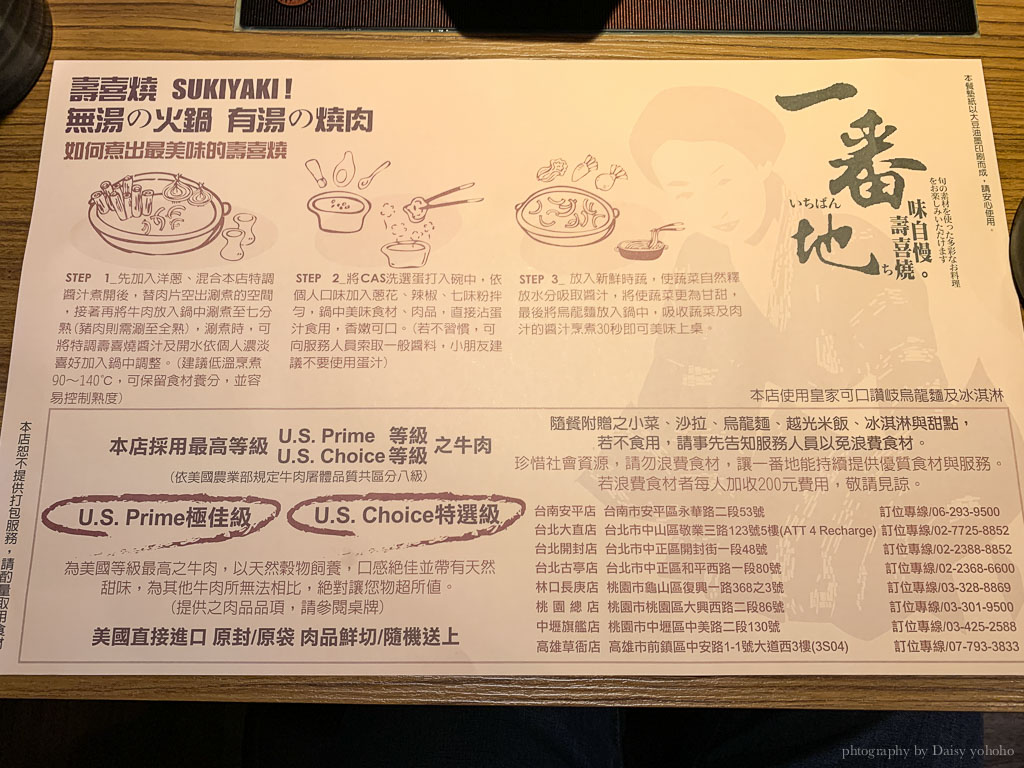 壽喜燒 SUKIYAKI!
無湯の火鍋 有湯の燒肉
如何煮出最美味的壽喜燒
STEP 1_先加入洋蔥、混合本店特調
醬汁煮開後，替肉片空出涮煮的空間
，接著再將牛肉放入鍋中涮煮至七分
熟(豬肉則需涮至全熟)，涮煮時，可
將特調壽喜燒醬汁及開水依個人濃淡
喜好加入鍋中調整。(建議低溫烹煮
90～140℃，可保留食材養分，並容
易控制熟度)
STEP 2_將CAS洗選蛋打入碗中，依
個人口味加入蔥花、辣椒、七味粉拌
勻，鍋中美味食材、肉品，直接沾蛋
汁食用，香嫩可口。(若不習慣，可
向服務人員索取一般醬料，小朋友建
議不要使用蛋汁)
STEP 3_ 放入新鮮時蔬，使蔬菜自然釋
放水分吸取醬汁，將使蔬菜更為甘甜，
最後將烏龍麵放入鍋中，吸收蔬菜及肉
汁的醬汁烹煮30秒即可美味上桌。
一番地
いちばん
ち
味自慢。
壽喜燒
旬の素材を使った多彩なお料理
をお楽しみいただけます
本餐墊紙以大豆油墨印刷而成，請安心使用。
本店使用皇家可口讚岐烏龍麵及冰淇淋
本店恕不提供打包服務，請酌量取用食材
本店採用最高等級 U.S. Prime 等級 之牛肉
U.S. Choice 等級
(依美國農業部規定牛肉屠體品質共區分八級)
U.S. Prime極佳級
U.S. Choice特選級
為美國等級最高之牛肉，以天然穀物飼養，口感絕佳並帶有天然
甜味，為其他牛肉所無法相比，絕對讓您物超所值。
(提供之肉品品項，請參閱桌牌)
美國直接進口 原封/原袋 肉品鮮切/隨機送上
隨餐附贈之小菜、沙拉、烏龍麵、越光米飯、冰淇淋與甜點，
若不食用，請事先告知服務人員以免浪費食材。
珍惜社會資源，請勿浪費食材，讓一番地能持續提供優質食材與服務。
若浪費食材者每人加收200元費用，敬請見諒。
台南安平店 台南市安平區永華路二段53號 訂位專線/06-293-9500
台北大直店 台北市中山區敬業三路123號5樓(ATT 4 Recharge) 訂位專線/02-7725-8852
台北開封店 台北市中正區開封街一段48號 訂位專線/02-2388-8852
台北古亭店 台北市中正區和平西路一段80號 訂位專線/02-2368-6600
林口長庚店 桃園市龜山區復興一路368之3號 訂位專線/03-328-8869
桃園總店 桃園市桃園區大興西路二段86號 訂位專線/03-301-9500
中壢旗艦店 桃園市中壢區中美路二段130號 訂位專線/03-425-2588
高雄草衙店 高雄市前鎮區中安路1-1號大道西3樓(3S04) 訂位專線/07-793-3833
photography by Daisy yohoho